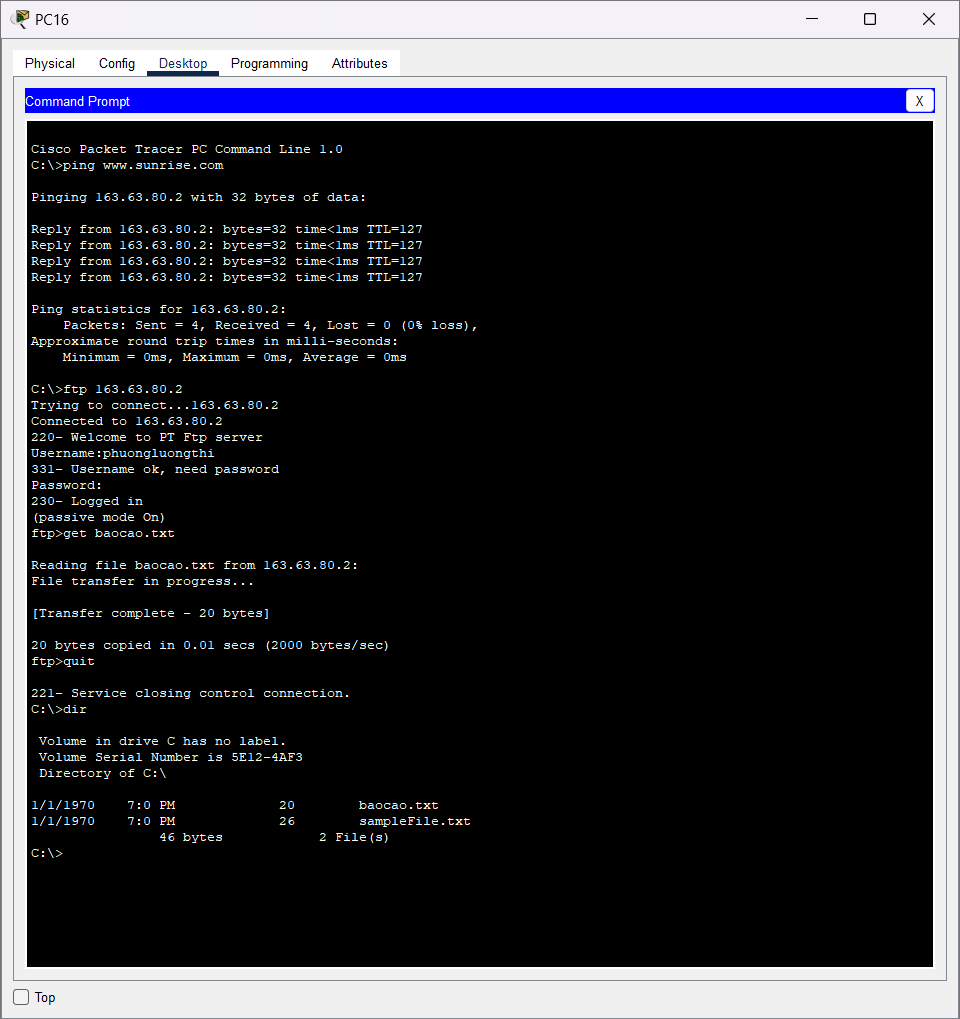 PC16
Physical Config Desktop Programming Attributes
Command Prompt
X
Cisco Packet Tracer PC Command Line 1.0
C:\>ping www.sunrise.com
Pinging 163.63.80.2 with 32 bytes of data:
Reply from 163.63.80.2: bytes=32 time<1ms TTL=127
Reply from 163.63.80.2: bytes=32 time<1ms TTL=127
Reply from 163.63.80.2: bytes=32 time<1ms TTL=127
Reply from 163.63.80.2: bytes=32 time<1ms TTL=127
Ping statistics for 163.63.80.2:
Packets: Sent = 4, Received = 4, Lost = 0 (0% loss),
Approximate round trip times in milli-seconds:
Minimum = 0ms, Maximum = 0ms, Average = 0ms
C:\>ftp 163.63.80.2
Trying to connect...163.63.80.2
Connected to 163.63.80.2
220- Welcome to PT Ftp server
Username:phuongluongthi
331- Username ok, need password
Password:
230- Logged in
(passive mode On)
ftp>get baocao.txt
Reading file baocao.txt from 163.63.80.2:
File transfer in progress...
[Transfer complete - 20 bytes]
20 bytes copied in 0.01 secs (2000 bytes/sec)
ftp>quit
221- Service closing control connection.
C:\>dir
Volume in drive C has no label.
Volume Serial Number is 5E12-4AF3
Directory of C:\
1/1/1970 7:0 PM 20 baocao.txt
1/1/1970 7:0 PM 26 sampleFile.txt
46 bytes 2 File(s)
C:\>
Top